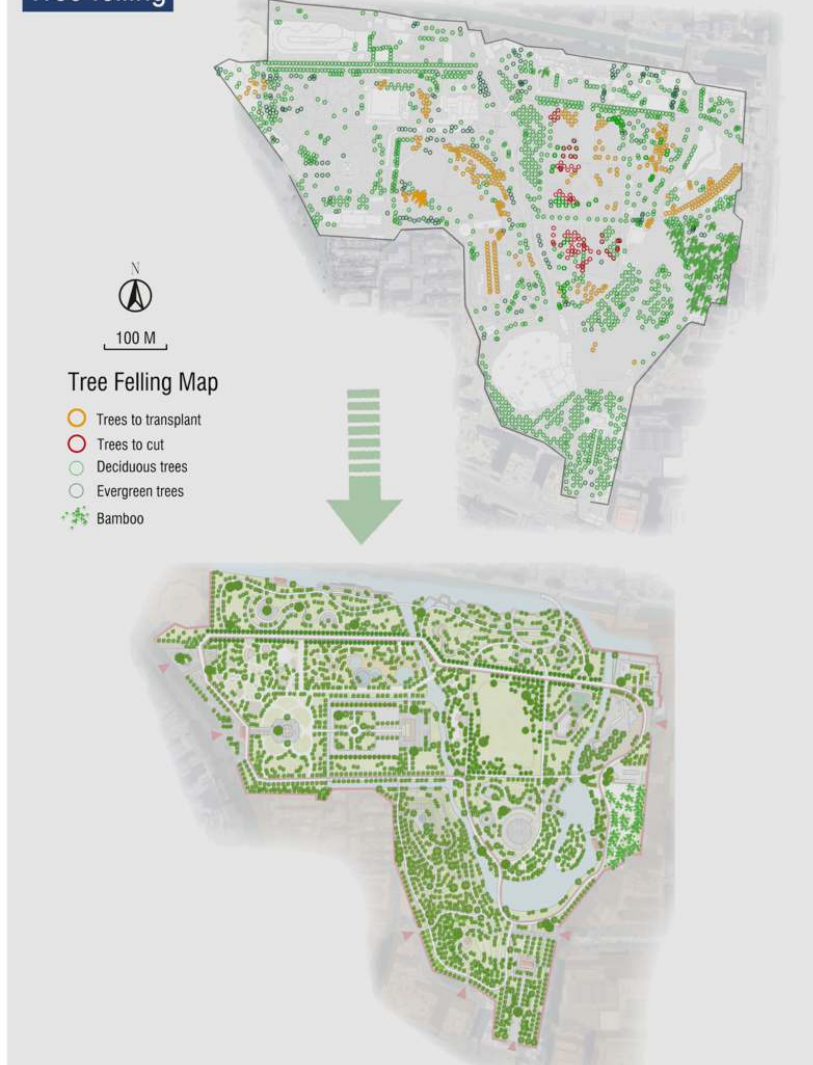 Tree felling
N
100 M
Tree Felling Map
Trees to transplant
Trees to cut
Deciduous trees
Evergreen trees
Bamboo